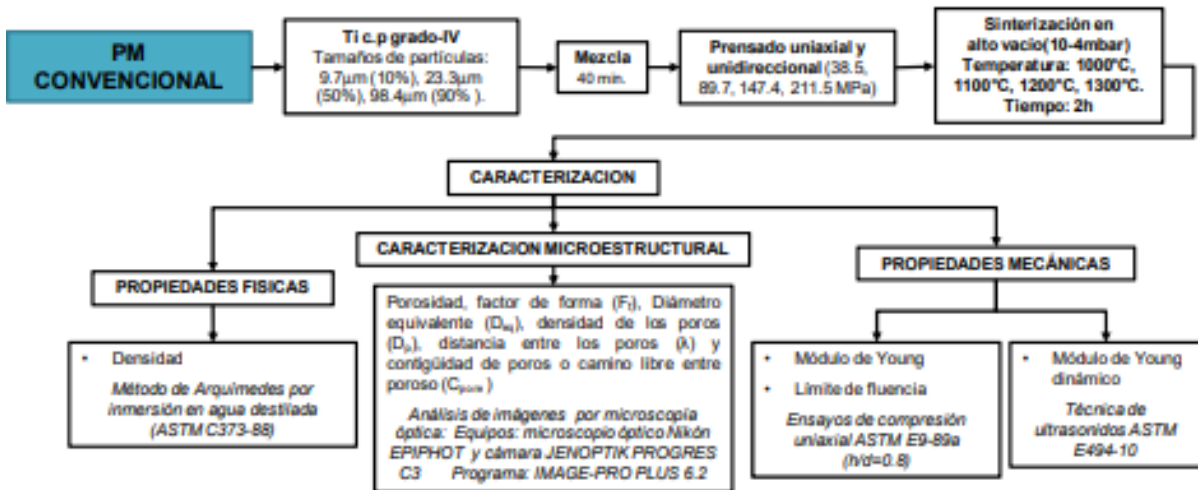 PM
CONVENCIONAL
Ti c.p grado-IV
Tamaños de partículas:
9.7µm (10%), 23.3µm
(50%), 98.4µm (90% ).
Mezcla
40 min.
Prensado uniaxial y
unidireccional (38.5,
89.7, 147.4, 211.5 MPa)
Sinterización en
alto vacio(10-4mbar)
Temperatura: 1000°C,
1100°C, 1200°C, 1300°C.
Tiempo: 2h
CARACTERIZACION
PROPIEDADES FISICAS
• Densidad
Método de Arquímedes por
inmersión en agua destilada
(ASTM C373-88)
CARACTERIZACION MICROESTRUCTURAL
Porosidad, factor de forma (Ff), Diámetro
equivalente (Deq), densidad de los poros
(Dp), distancia entre los poros (λ) y
contigüidad de poros o camino libre entre
poroso (Cpore )
Análisis de imágenes por microscopía
óptica: Equipos: microscopio óptico Nikón
EPIPHOT y cámara JENOPTIK PROGRES
C3 Programa: IMAGE-PRO PLUS 6.2
PROPIEDADES MECÁNICAS
• Módulo de Young
• Límite de fluencia
Ensayos de compresión
uniaxial ASTM E9-89a
(h/d=0.8)
• Módulo de Young
dinámico
Técnica de
ultrasonidos ASTM
E494-10